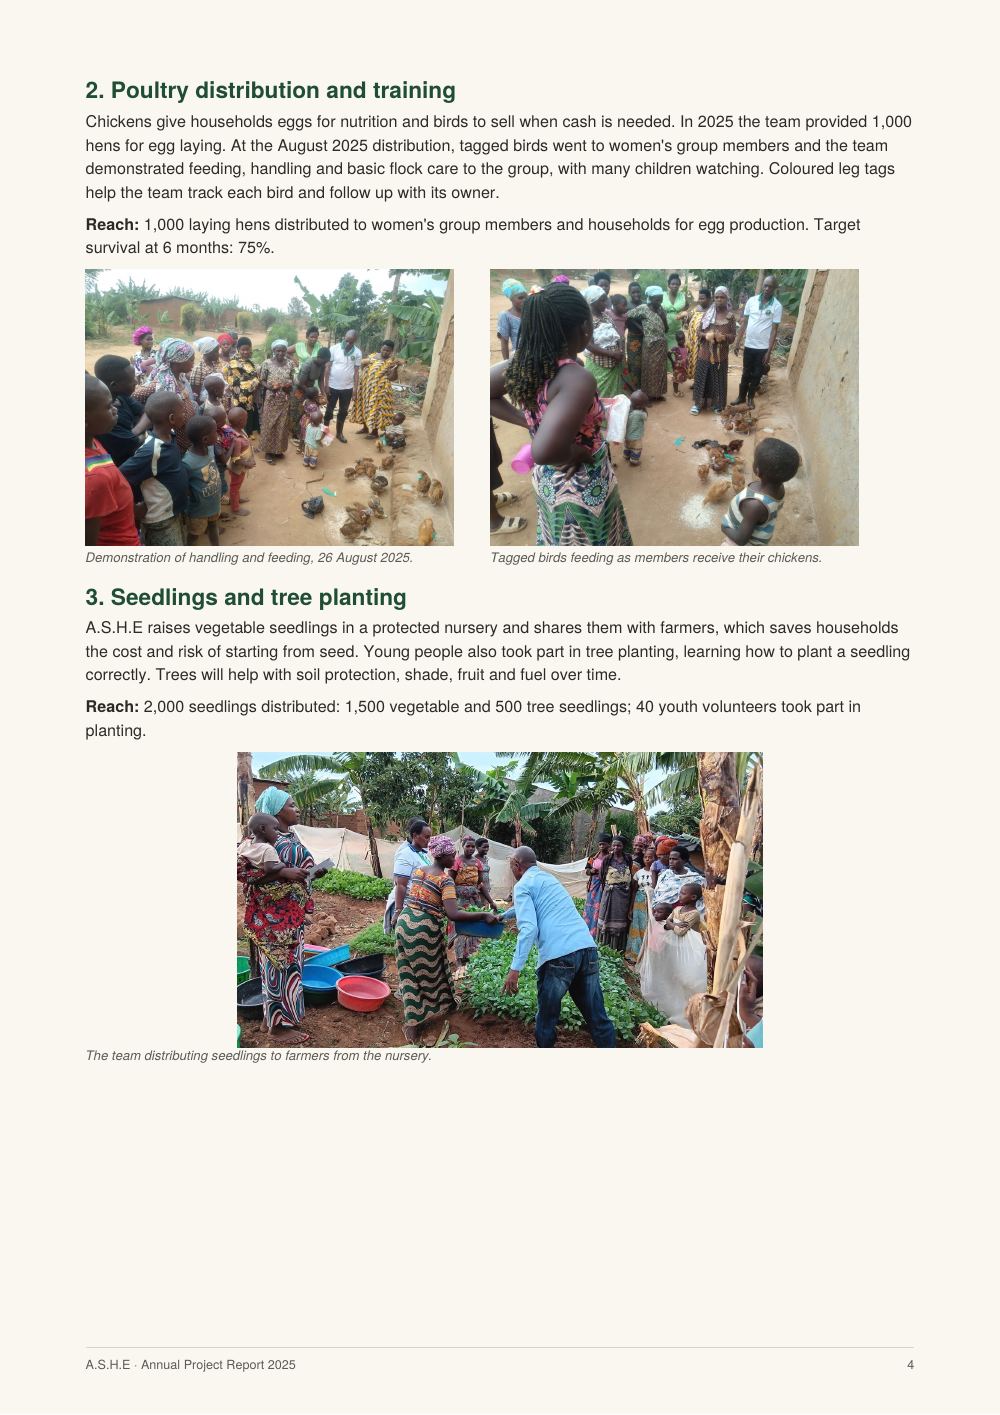 2. Poultry distribution and training
Chickens give households eggs for nutrition and birds to sell when cash is needed. In 2025 the team provided 1,000
hens for egg laying. At the August 2025 distribution, tagged birds went to women's group members and the team
demonstrated feeding, handling and basic flock care to the group, with many children watching. Coloured leg tags
help the team track each bird and follow up with its owner.
Reach: 1,000 laying hens distributed to women's group members and households for egg production. Target
survival at 6 months: 75%.
Demonstration of handling and feeding, 26 August 2025.
Tagged birds feeding as members receive their chickens.
3. Seedlings and tree planting
A.S.H.E raises vegetable seedlings in a protected nursery and shares them with farmers, which saves households
the cost and risk of starting from seed. Young people also took part in tree planting, learning how to plant a seedling
correctly. Trees will help with soil protection, shade, fruit and fuel over time.
Reach: 2,000 seedlings distributed: 1,500 vegetable and 500 tree seedlings; 40 youth volunteers took part in
planting.
The team distributing seedlings to farmers from the nursery.
A.S.H.E · Annual Project Report 2025
4